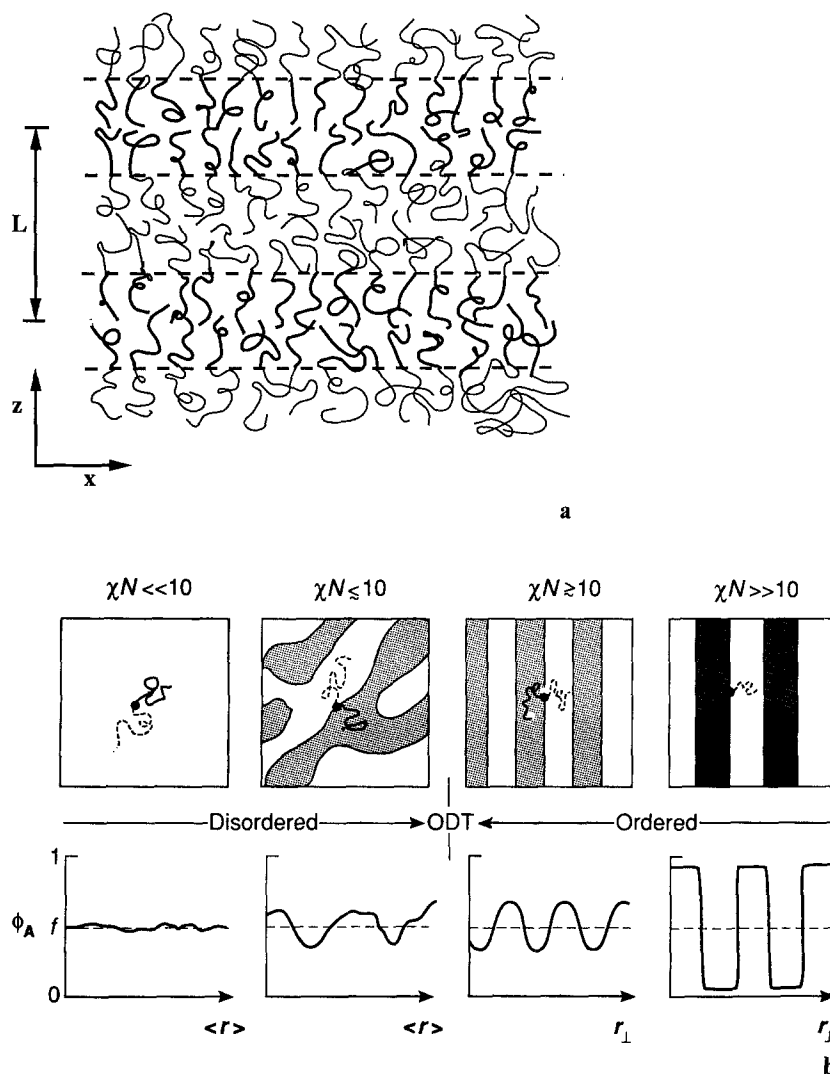 L
z
x
a
χN <<10 χN ≲ 10 χN ≳ 10 χN >>10
Disordered ODT Ordered
1
ϕA f
0
<r> <r> r⊥ r⊥
b